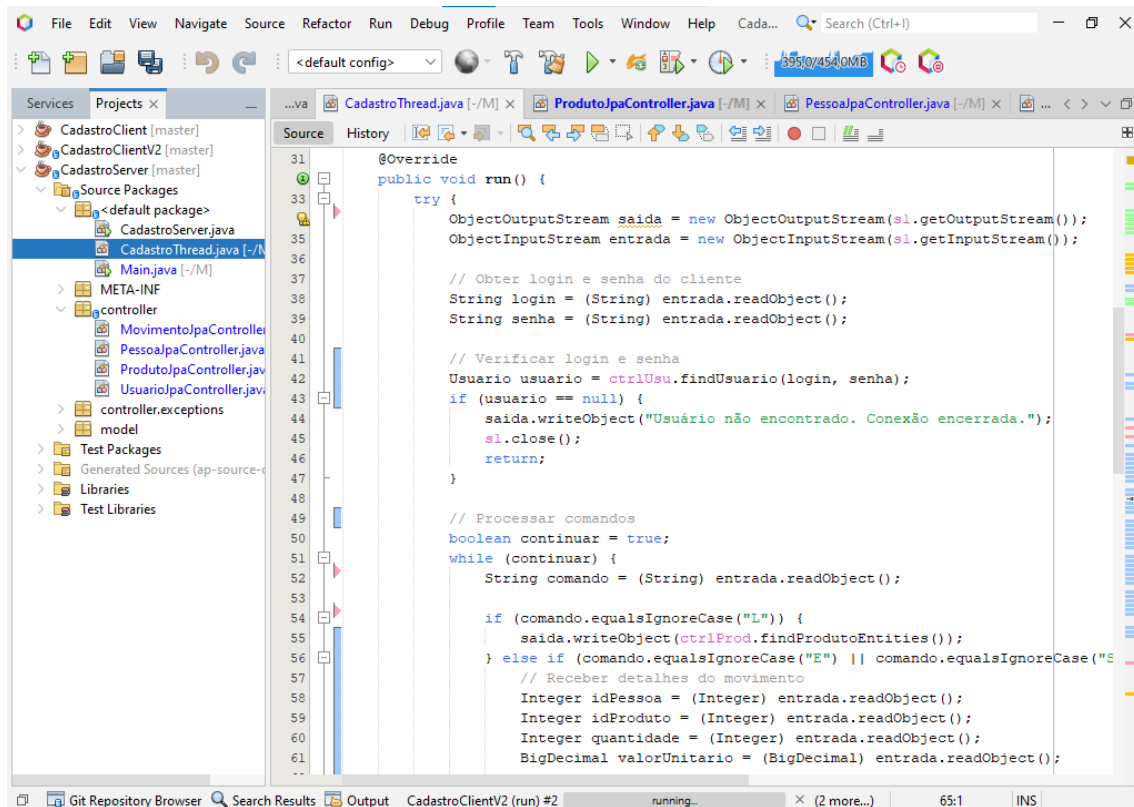 File Edit View Navigate Source Refactor Run Debug Profile Team Tools Window Help Cada... Search (Ctrl+I)
<default config> 395,0/454,0MB
Services Projects
CadastroClient [master]
CadastroClientV2 [master]
CadastroServer [master]
Source Packages
<default package>
CadastroServer.java
CadastroThread.java [-/M
Main.java [-/M]
META-INF
controller
MovimentoJpaController
PessoaJpaController.java
ProdutoJpaController.jav
UsuarioJpaController.java
controller.exceptions
model
Test Packages
Generated Sources (ap-source-o
Libraries
Test Libraries
...va CadastroThread.java [-/M] ProdutoJpaController.java [-/M] PessoaJpaController.java [-/M] ...
Source History
31 @Override
public void run() {
33 try {
ObjectOutputStream saida = new ObjectOutputStream(s1.getOutputStream());
35 ObjectInputStream entrada = new ObjectInputStream(s1.getInputStream());
36
37 // Obter login e senha do cliente
38 String login = (String) entrada.readObject();
39 String senha = (String) entrada.readObject();
40
41 // Verificar login e senha
42 Usuario usuario = ctrlUsu.findUsuario(login, senha);
43 if (usuario == null) {
44 saida.writeObject("Usuário não encontrado. Conexão encerrada.");
45 s1.close();
46 return;
47 }
48
49 // Processar comandos
50 boolean continuar = true;
51 while (continuar) {
52 String comando = (String) entrada.readObject();
53
54 if (comando.equalsIgnoreCase("L")) {
55 saida.writeObject(ctrlProd.findProdutoEntities());
56 } else if (comando.equalsIgnoreCase("E") || comando.equalsIgnoreCase("S
57 // Receber detalhes do movimento
58 Integer idPessoa = (Integer) entrada.readObject();
59 Integer idProduto = (Integer) entrada.readObject();
60 Integer quantidade = (Integer) entrada.readObject();
61 BigDecimal valorUnitario = (BigDecimal) entrada.readObject();
Git Repository Browser Search Results Output CadastroClientV2 (run) #2 running... (2 more...) 65:1 INS